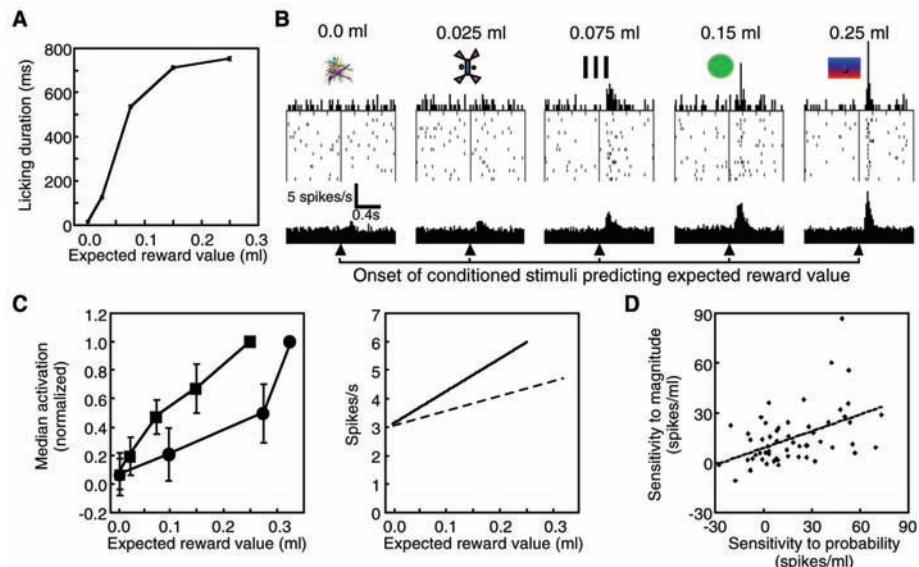 A
Licking duration (ms)
800
600
400
200
0
0.0 0.1 0.2 0.3
Expected reward value (ml)
B
0.0 ml 0.025 ml 0.075 ml 0.15 ml 0.25 ml
5 spikes/s
0.4s
Onset of conditioned stimuli predicting expected reward value
C
Median activation
(normalized)
1.2
1.0
0.8
0.6
0.4
0.2
0.0
-0.2
0.0 0.1 0.2 0.3
Expected reward value (ml)
Spikes/s
7
6
5
4
3
2
1
0
0.0 0.1 0.2 0.3
Expected reward value (ml)
D
Sensitivity to magnitude
(spikes/ml)
90
60
30
0
-30
-30 0 30 60 90
Sensitivity to probability
(spikes/ml)